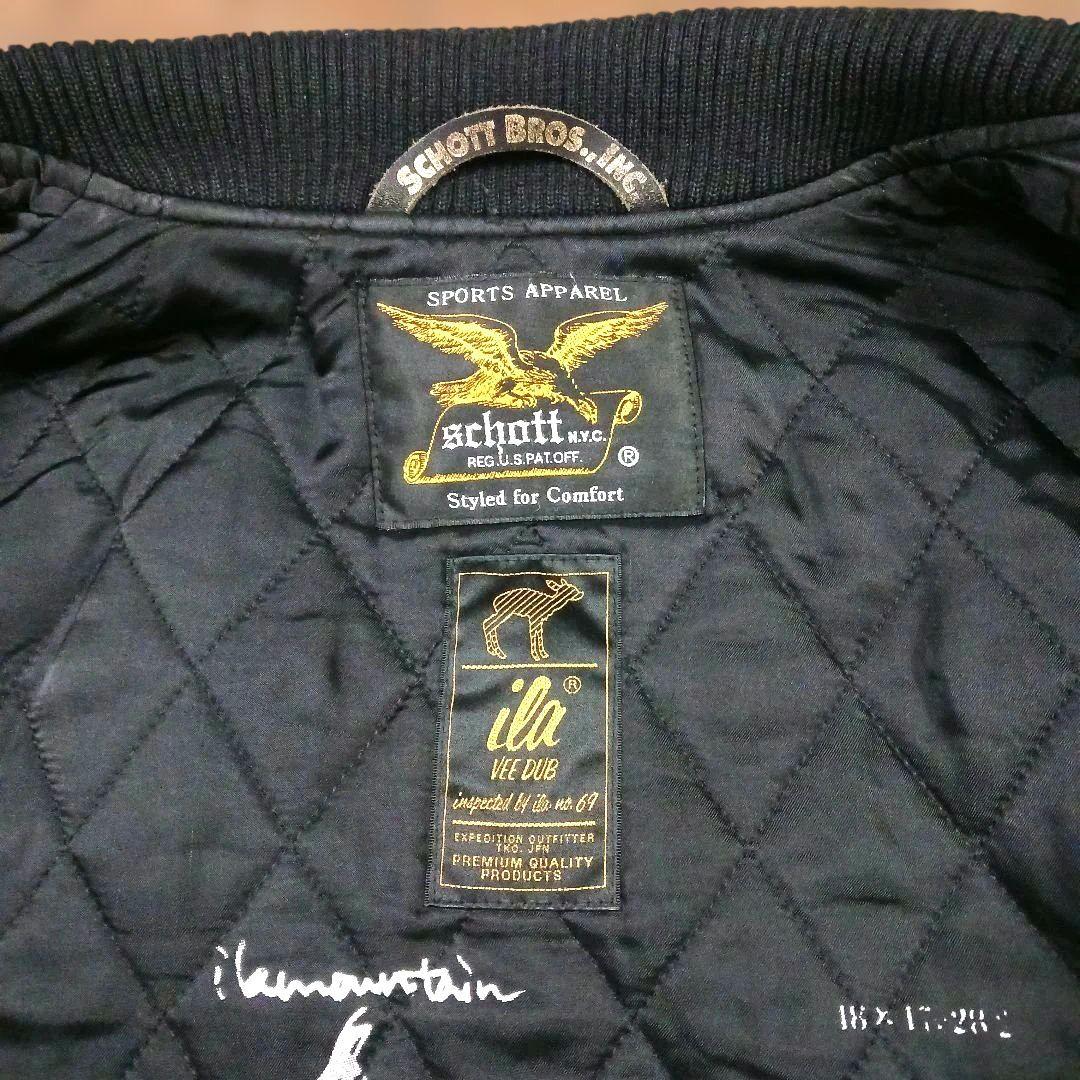 SCHOTT BROS., INC.
SPORTS APPAREL
schott N.Y.C.
REG.U.S.PAT.OFF. ®
Styled for Comfort
ila ®
VEE DUB
inspected by ila no. 69
EXPEDITION OUTFITTER
TKO. JPN
PREMIUM QUALITY
PRODUCTS
ilamountain